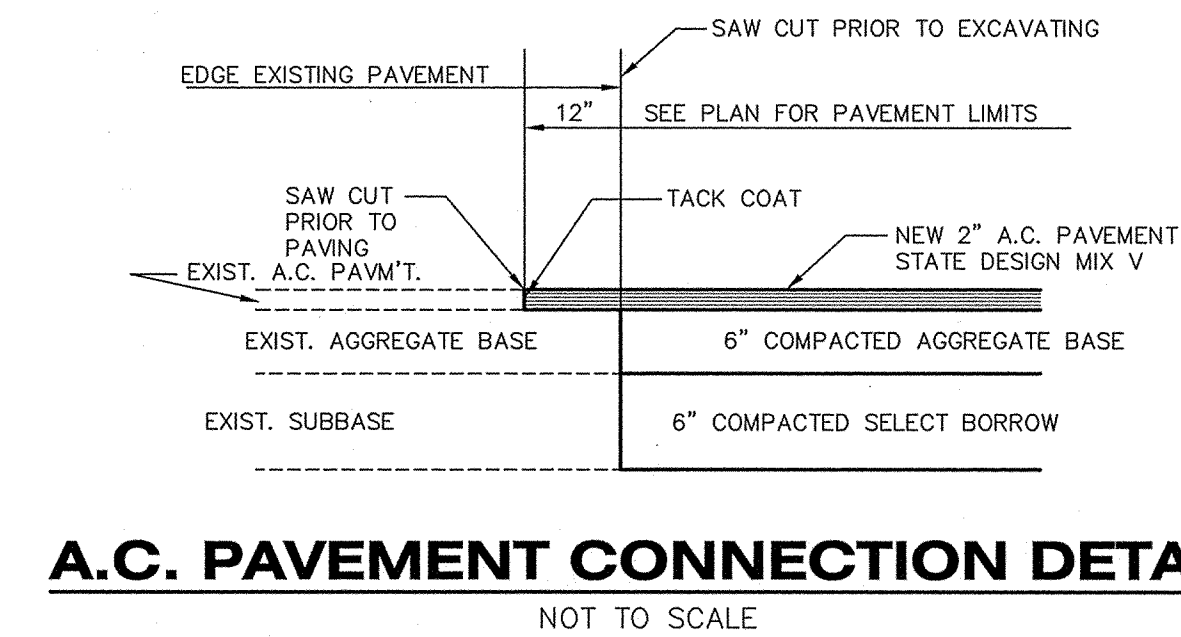 SAW CUT PRIOR TO EXCAVATING
EDGE EXISTING PAVEMENT
12" SEE PLAN FOR PAVEMENT LIMITS
SAW CUT
PRIOR TO
PAVING
TACK COAT
NEW 2" A.C. PAVEMENT
STATE DESIGN MIX V
EXIST. A.C. PAVM'T.
EXIST. AGGREGATE BASE
6" COMPACTED AGGREGATE BASE
EXIST. SUBBASE
6" COMPACTED SELECT BORROW
A.C. PAVEMENT CONNECTION DETA
NOT TO SCALE